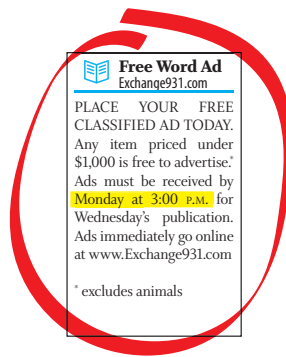 Free Word Ad
Exchange931.com
PLACE YOUR FREE
CLASSIFIED AD TODAY.
Any item priced under
$1,000 is free to advertise.*
Ads must be received by
Monday at 3:00 P.M. for
Wednesday's publication.
Ads immediately go online
at www.Exchange931.com
* excludes animals